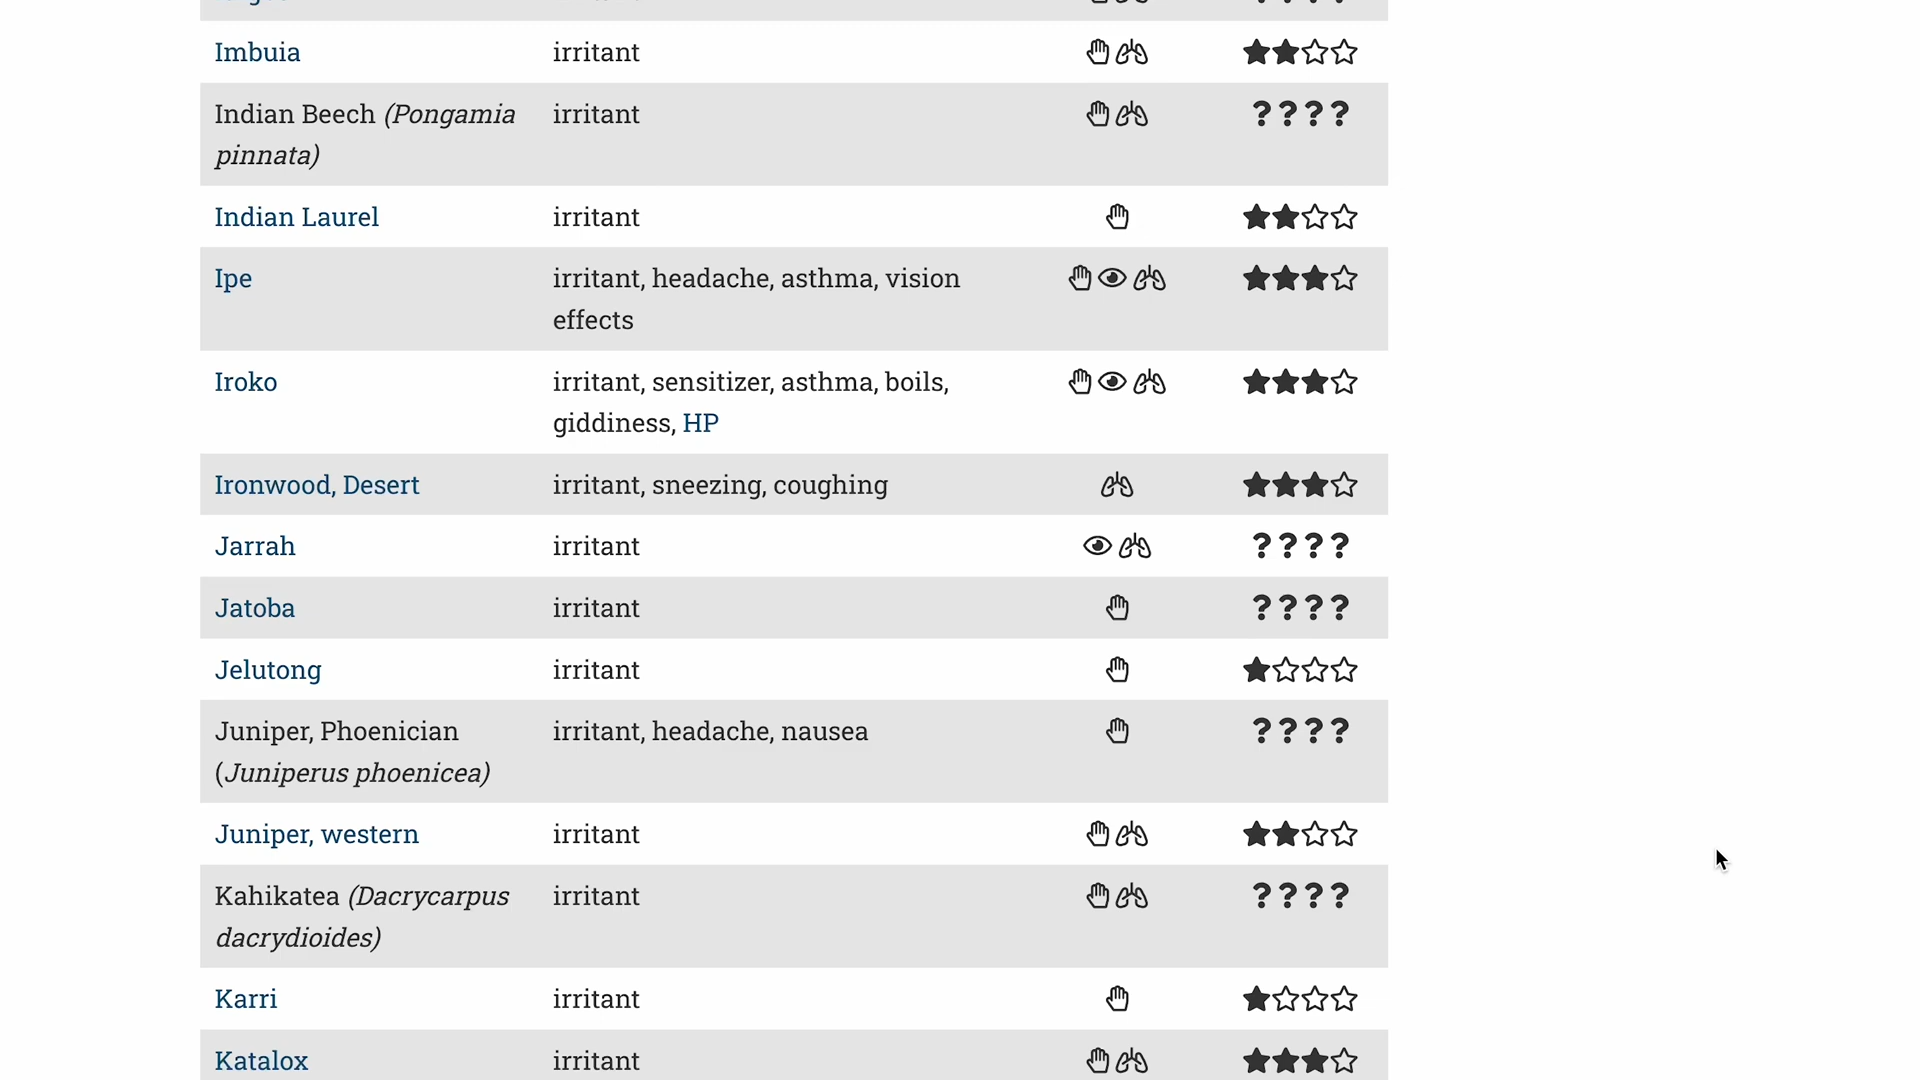 Imbuia irritant
Indian Beech (Pongamia irritant ? ? ? ?
pinnata)
Indian Laurel irritant
Ipe irritant, headache, asthma, vision
effects
Iroko irritant, sensitizer, asthma, boils,
giddiness, HP
Ironwood, Desert irritant, sneezing, coughing
Jarrah irritant ? ? ? ?
Jatoba irritant ? ? ? ?
Jelutong irritant
Juniper, Phoenician irritant, headache, nausea ? ? ? ?
(Juniperus phoenicea)
Juniper, western irritant
Kahikatea (Dacrycarpus irritant ? ? ? ?
dacrydioides)
Karri irritant
Katalox irritant